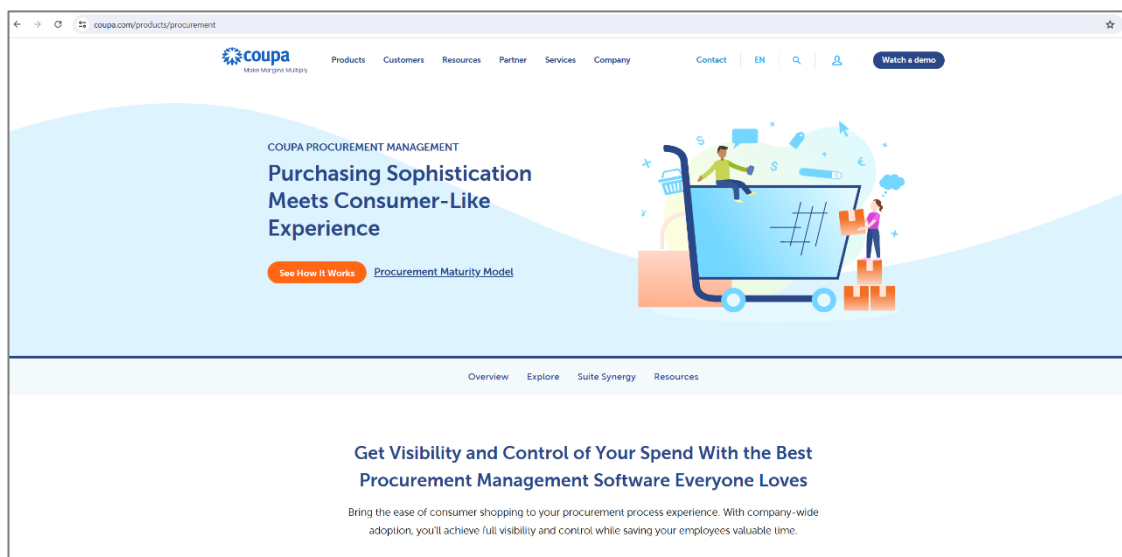 coupa.com/products/procurement
coupa
Make Margins Multiply
Products Customers Resources Partner Services Company Contact EN Watch a demo
COUPA PROCUREMENT MANAGEMENT
Purchasing Sophistication
Meets Consumer-Like
Experience
See How It Works Procurement Maturity Model
Overview Explore Suite Synergy Resources
Get Visibility and Control of Your Spend With the Best
Procurement Management Software Everyone Loves
Bring the ease of consumer shopping to your procurement process experience. With company-wide
adoption, you'll achieve full visibility and control while saving your employees valuable time.